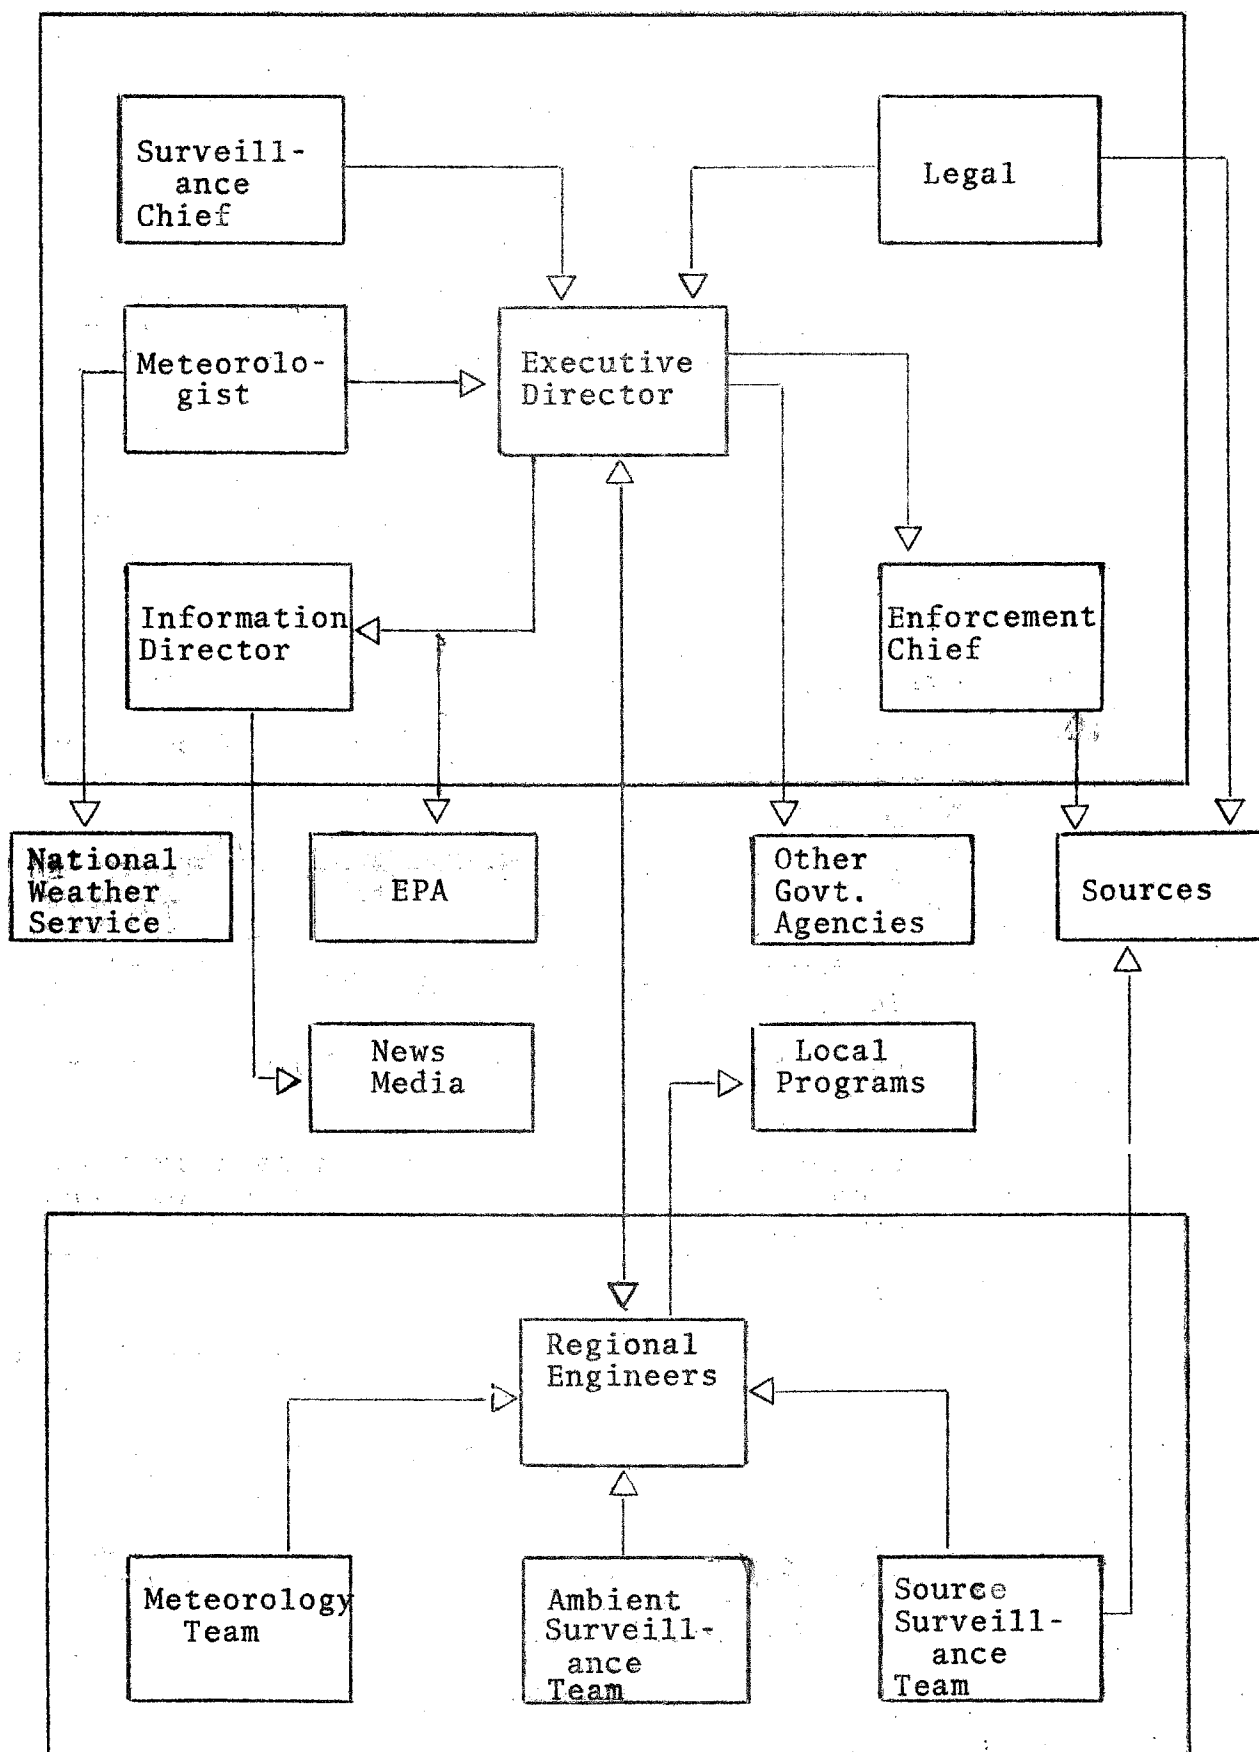 Surveill-
ance
Chief
Legal
Meteorolo-
gist
Executive
Director
Information
Director
Enforcement
Chief
National
Weather
Service
EPA
Other
Govt.
Agencies
Sources
News
Media
Local
Programs
Regional
Engineers
Meteorology
Team
Ambient
Surveill-
ance
Team
Source
Surveill-
ance
Team